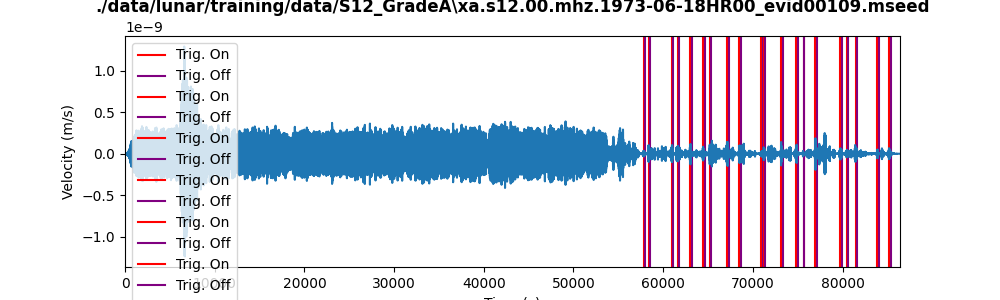 ./data/lunar/training/data/S12_GradeA\xa.s12.00.mhz.1973-06-18HR00_evid00109.mseed
1e−9
Trig. On
Trig. Off
Trig. On
Trig. Off
Trig. On
Trig. Off
Trig. On
Trig. Off
Trig. On
Trig. Off
Trig. On
Trig. Off
1.0
0.5
0.0
−0.5
−1.0
Velocity (m/s)
0 10000 20000 30000 40000 50000 60000 70000 80000